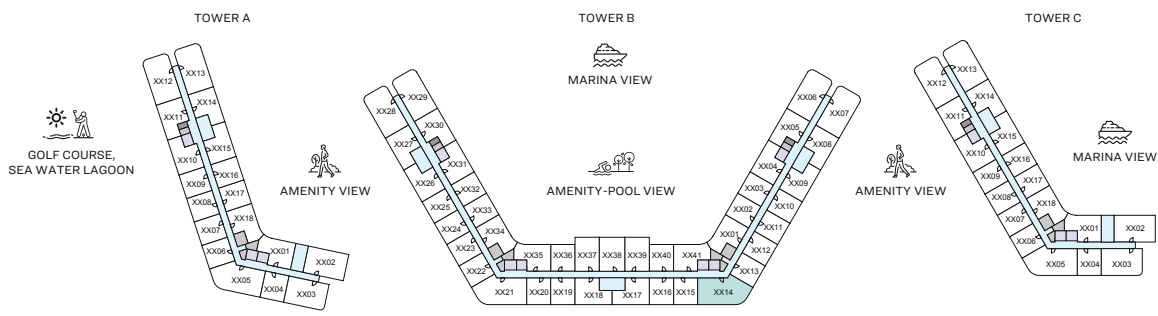 TOWER A
TOWER B
TOWER C
MARINA VIEW
GOLF COURSE,
SEA WATER LAGOON
AMENITY VIEW
AMENITY-POOL VIEW
AMENITY VIEW
MARINA VIEW
XX12
XX13
XX11
XX14
XX10
XX15
XX09
XX16
XX08
XX17
XX07
XX18
XX06
XX01
XX02
XX05
XX04
XX03
XX28
XX29
XX27
XX30
XX26
XX31
XX25
XX32
XX24
XX33
XX23
XX34
XX22
XX35
XX36
XX37
XX38
XX39
XX40
XX41
XX21
XX20
XX19
XX18
XX17
XX16
XX15
XX14
XX06
XX07
XX05
XX08
XX04
XX09
XX03
XX10
XX02
XX11
XX01
XX12
XX13
XX12
XX13
XX11
XX14
XX10
XX15
XX09
XX16
XX08
XX17
XX07
XX18
XX06
XX01
XX02
XX05
XX04
XX03